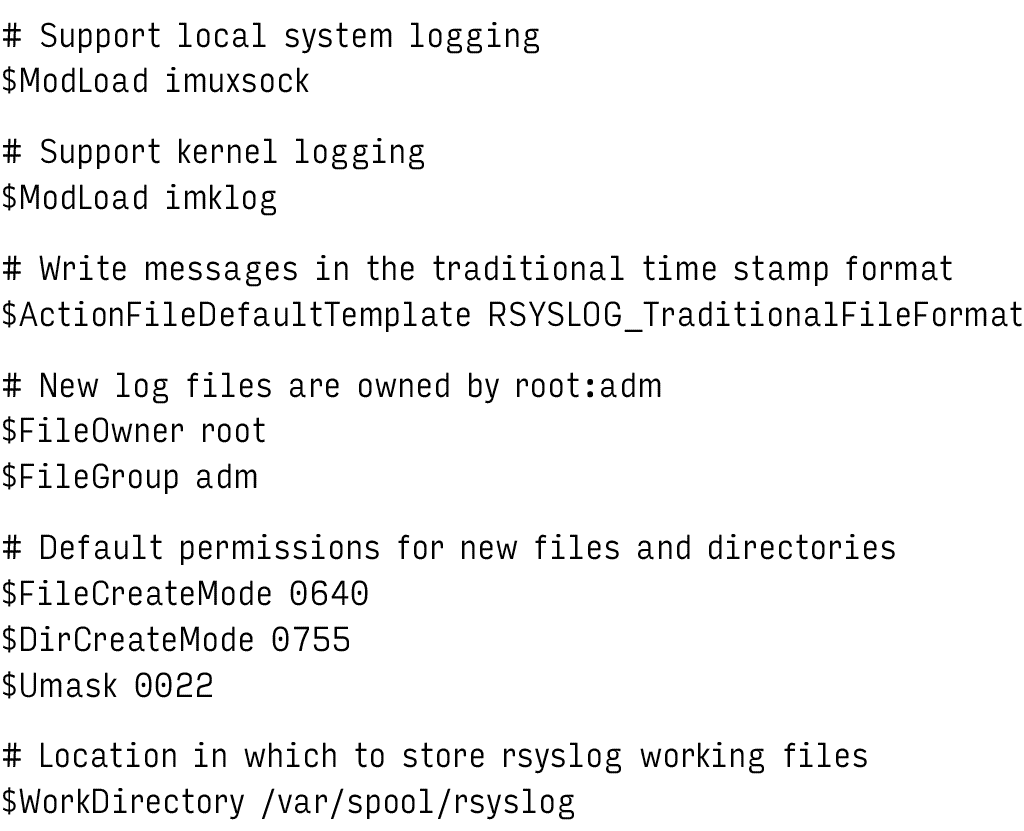 # Support local system logging
$ModLoad imuxsock
# Support kernel logging
$ModLoad imklog
# Write messages in the traditional time stamp format
$ActionFileDefaultTemplate RSYSLOG_TraditionalFileFormat
# New log files are owned by root:adm
$FileOwner root
$FileGroup adm
# Default permissions for new files and directories
$FileCreateMode 0640
$DirCreateMode 0755
$Umask 0022
# Location in which to store rsyslog working files
$WorkDirectory /var/spool/rsyslog